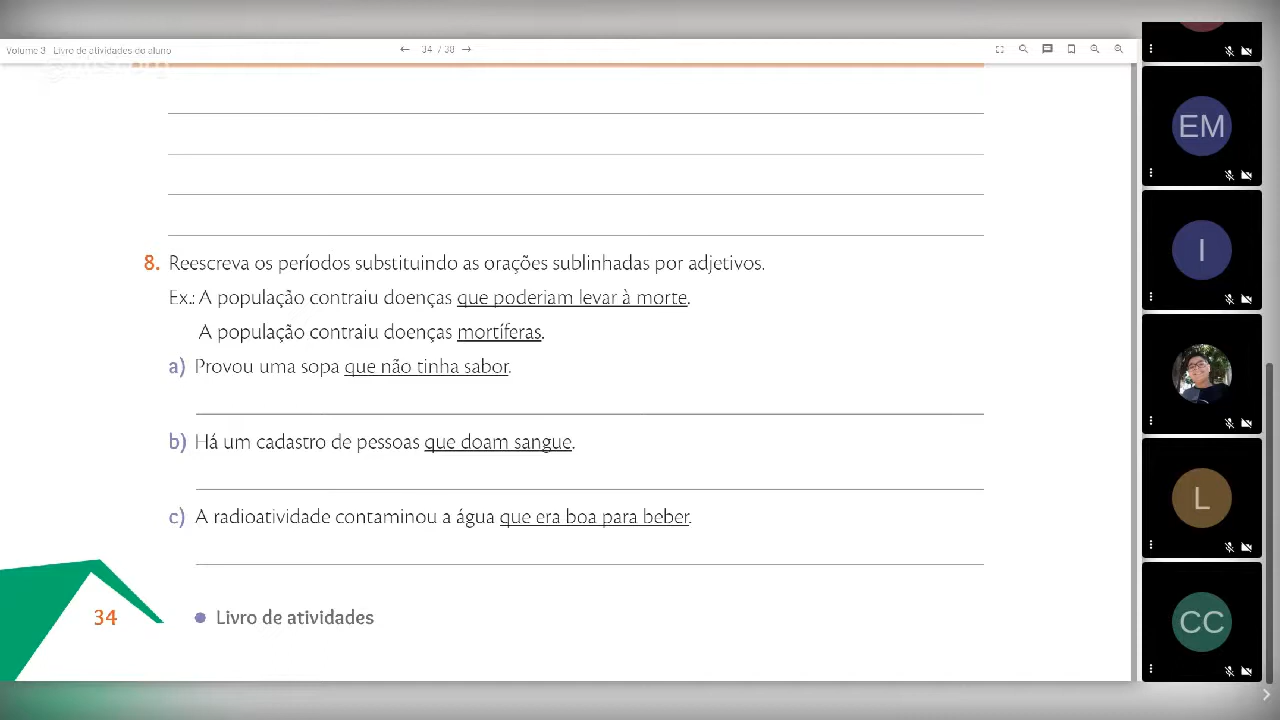 Volume 3 Livro de atividades do aluno
34 / 38
8. Reescreva os períodos substituindo as orações sublinhadas por adjetivos.
Ex.: A população contraiu doenças que poderiam levar à morte.
A população contraiu doenças mortíferas.
a) Provou uma sopa que não tinha sabor.
b) Há um cadastro de pessoas que doam sangue.
c) A radioatividade contaminou a água que era boa para beber.
34
Livro de atividades
EM
I
L
CC